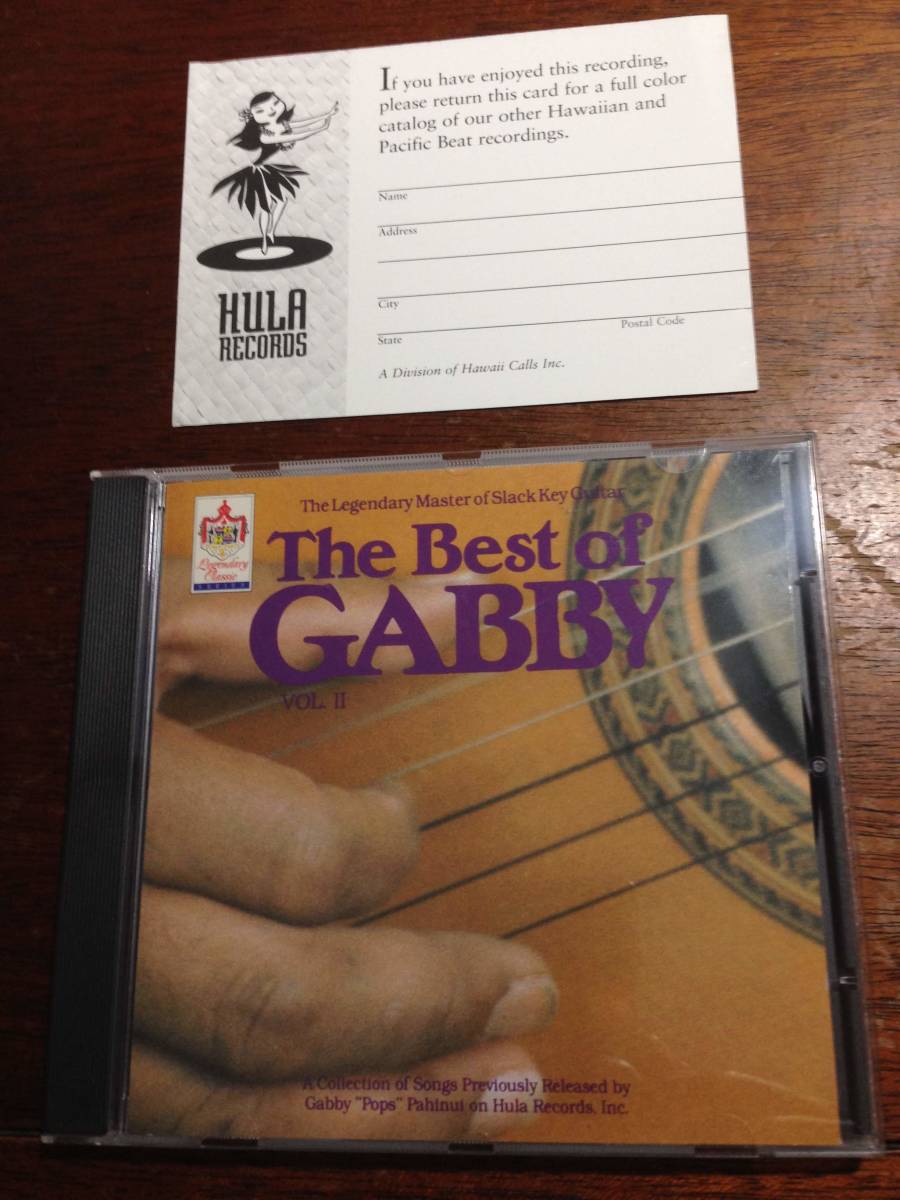 If you have enjoyed this recording,
please return this card for a full color
catalog of our other Hawaiian and
Pacific Beat recordings.
Name
Address
City
State Postal Code
A Division of Hawaii Calls Inc.
HULA
RECORDS
The Legendary Master of Slack Key Guitar
The Best of
GABBY
VOL. II
Legendary
Classic
SERIES
A Collection of Songs Previously Released by
Gabby "Pops" Pahinui on Hula Records, Inc.